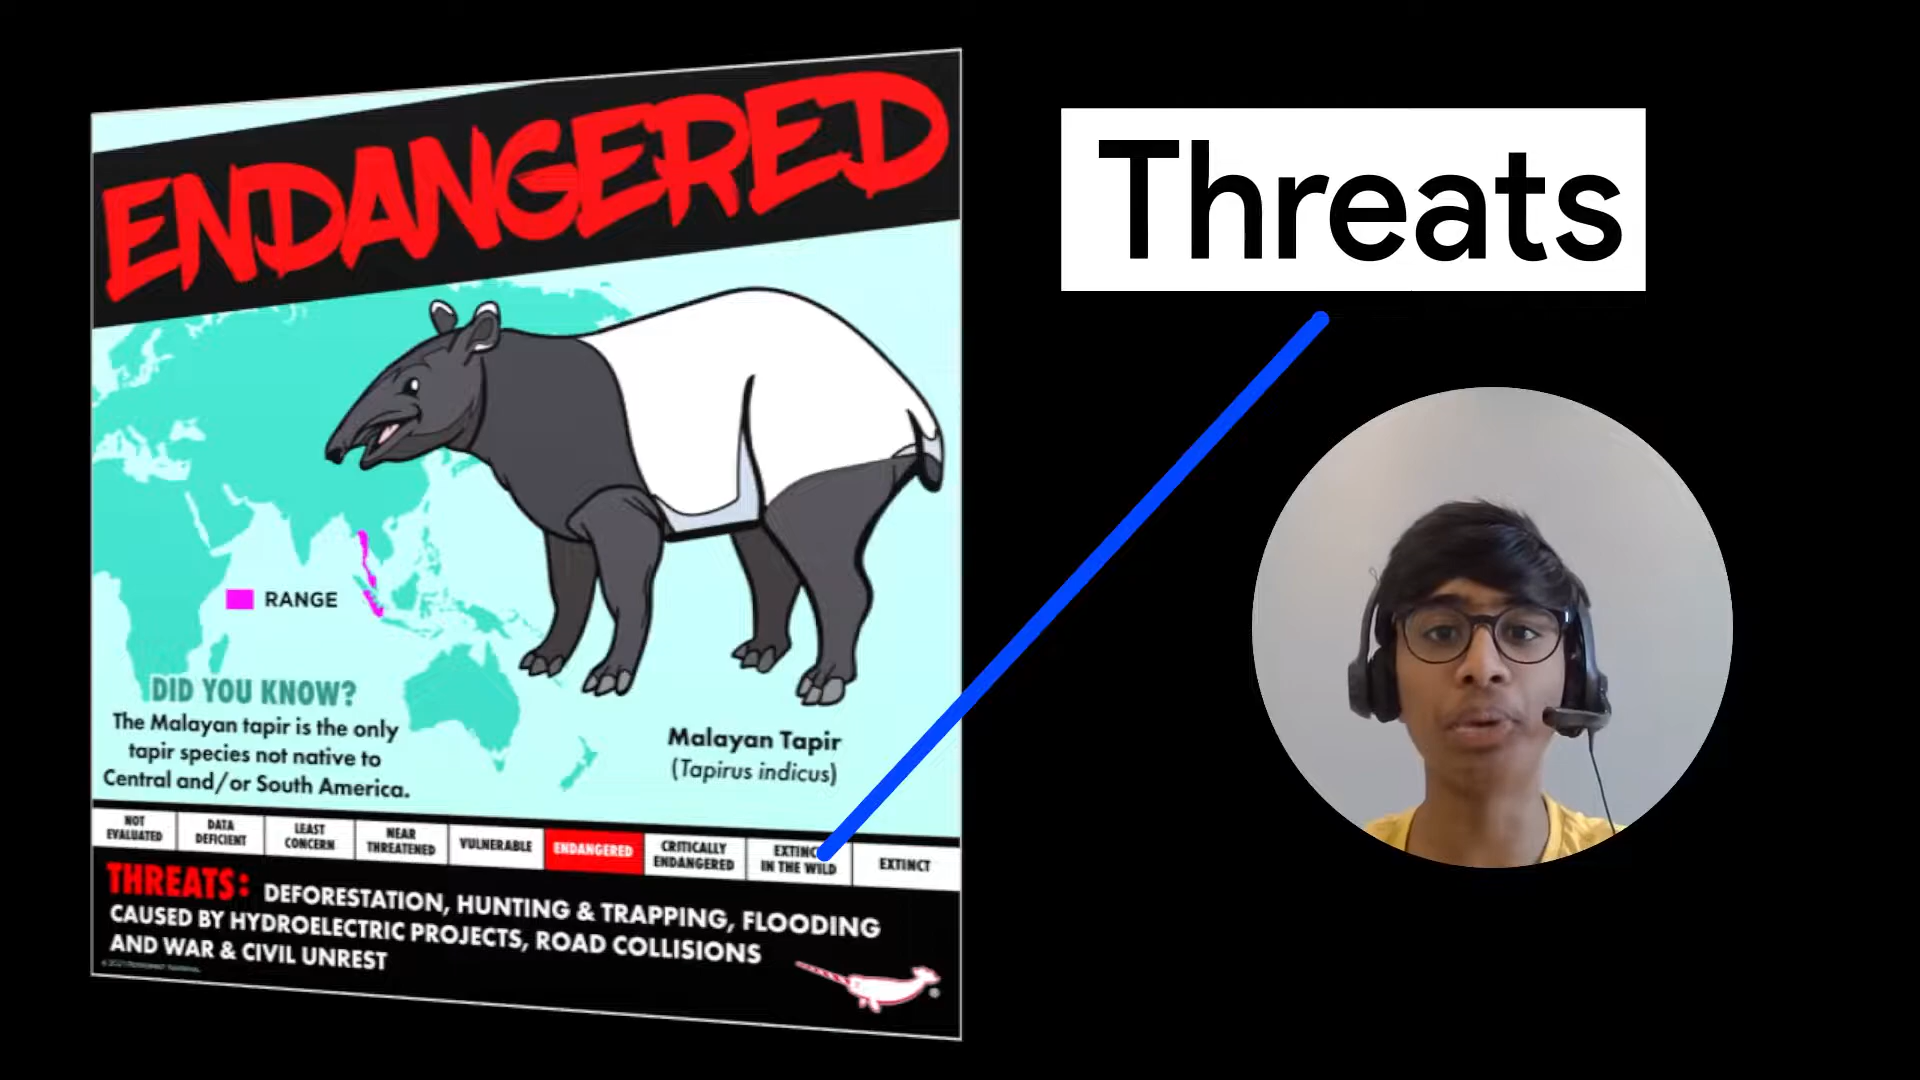 ENDANGERED
Threats
RANGE
DID YOU KNOW?
The Malayan tapir is the only
tapir species not native to
Central and/or South America.
Malayan Tapir
(Tapirus indicus)
NOT EVALUATED
DATA DEFICIENT
LEAST CONCERN
NEAR THREATENED
VULNERABLE
ENDANGERED
CRITICALLY ENDANGERED
EXTINC IN THE WILD
EXTINCT
THREATS: DEFORESTATION, HUNTING & TRAPPING, FLOODING
CAUSED BY HYDROELECTRIC PROJECTS, ROAD COLLISIONS
AND WAR & CIVIL UNREST